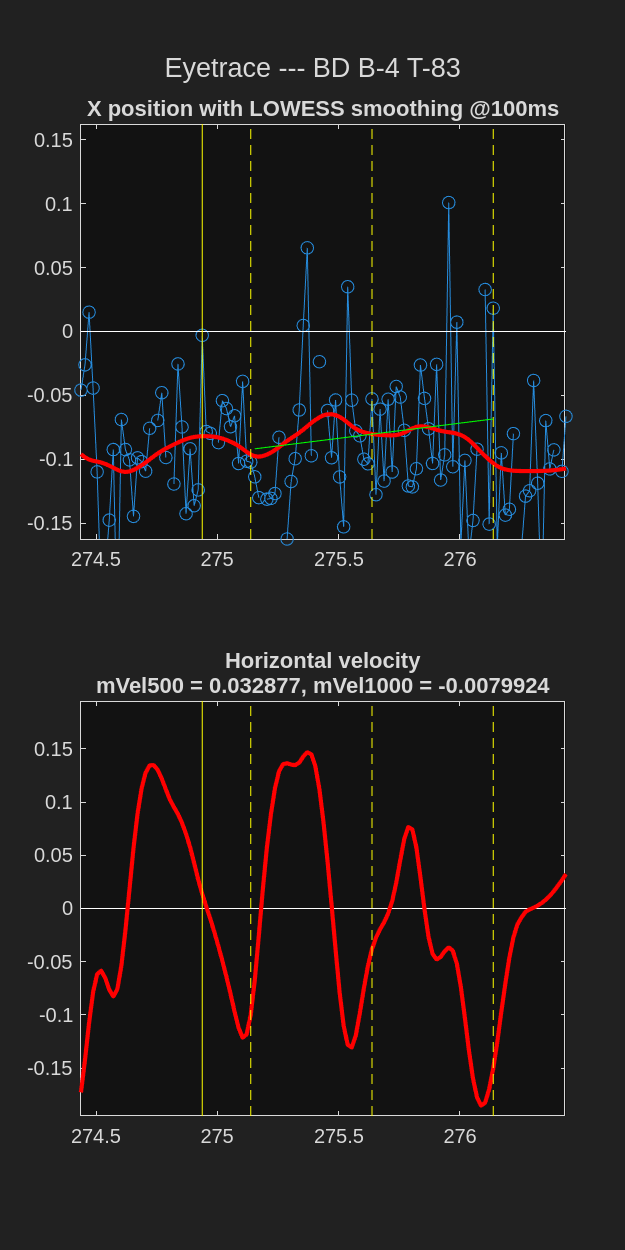 Eyetrace --- BD B-4 T-83
X position with LOWESS smoothing @100ms
0.15
0.1
0.05
0
-0.05
-0.1
-0.15
274.5 275 275.5 276
Horizontal velocity
mVel500 = 0.032877, mVel1000 = -0.0079924
0.15
0.1
0.05
0
-0.05
-0.1
-0.15
274.5 275 275.5 276